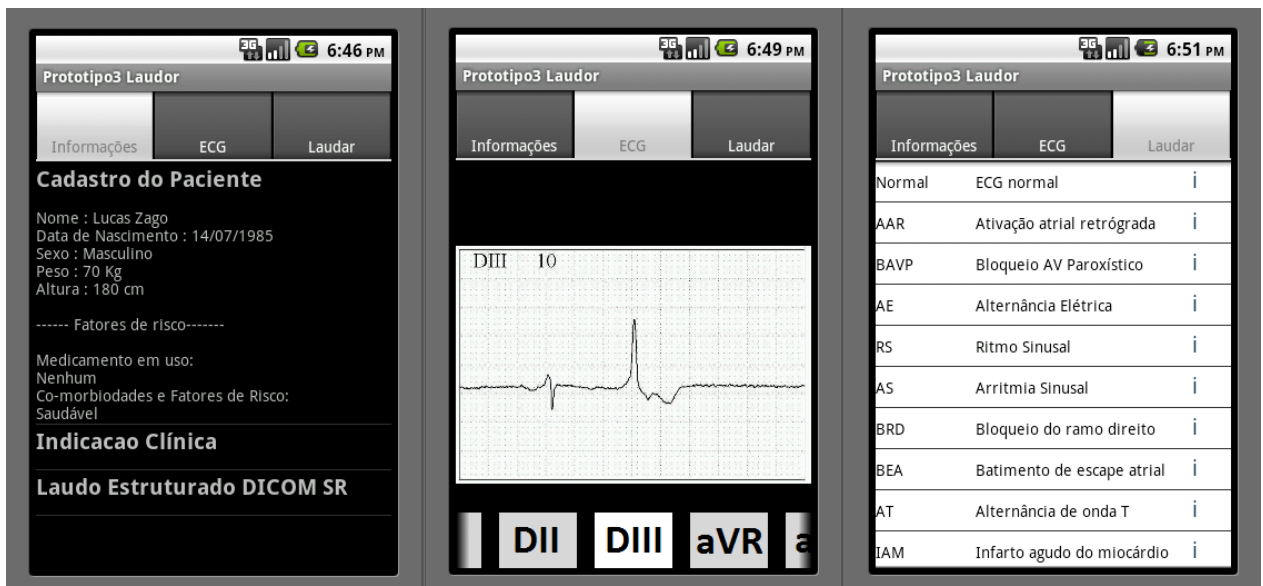 3G 6:46 PM
Prototipo3 Laudor
Informações ECG Laudar
Cadastro do Paciente
Nome : Lucas Zago
Data de Nascimento : 14/07/1985
Sexo : Masculino
Peso : 70 Kg
Altura : 180 cm
------ Fatores de risco-------
Medicamento em uso:
Nenhum
Co-morbiodades e Fatores de Risco:
Saudável
Indicacao Clínica
Laudo Estruturado DICOM SR
3G 6:49 PM
Prototipo3 Laudor
Informações ECG Laudar
DIII 10
DII DIII aVR a
3G 6:51 PM
Prototipo3 Laudor
Informações ECG Laudar
Normal ECG normal i
AAR Ativação atrial retrógrada i
BAVP Bloqueio AV Paroxístico i
AE Alternância Elétrica i
RS Ritmo Sinusal i
AS Arritmia Sinusal i
BRD Bloqueio do ramo direito i
BEA Batimento de escape atrial i
AT Alternância de onda T i
IAM Infarto agudo do miocárdio i